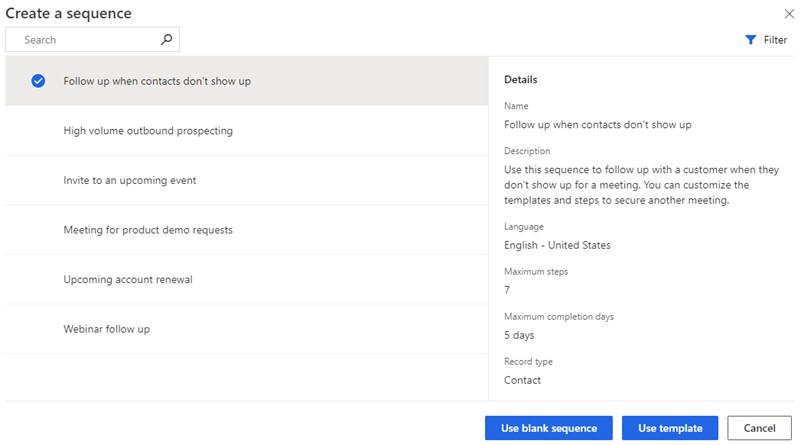 Create a sequence
Search
Filter
Follow up when contacts don't show up
High volume outbound prospecting
Invite to an upcoming event
Meeting for product demo requests
Upcoming account renewal
Webinar follow up
Details
Name
Follow up when contacts don't show up
Description
Use this sequence to follow up with a customer when they
don't show up for a meeting. You can customize the
templates and steps to secure another meeting.
Language
English - United States
Maximum steps
7
Maximum completion days
5 days
Record type
Contact
Use blank sequence
Use template
Cancel